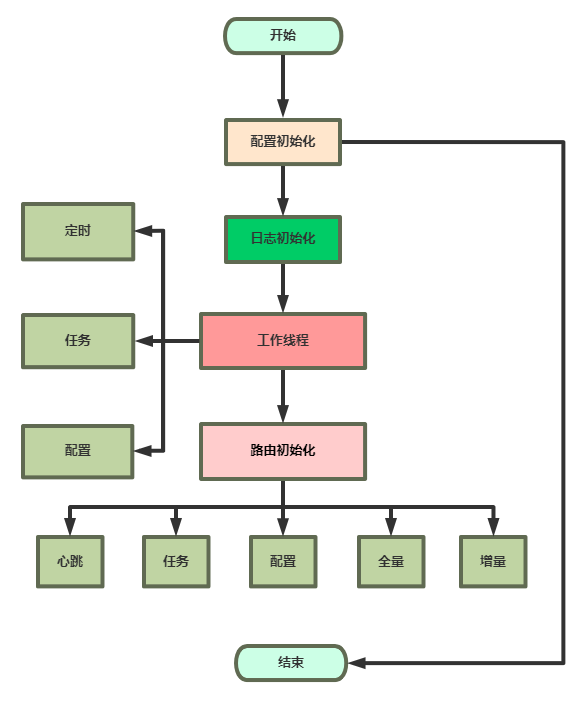 开始
配置初始化
定时
日志初始化
任务
工作线程
配置
路由初始化
心跳
任务
配置
全量
增量
结束